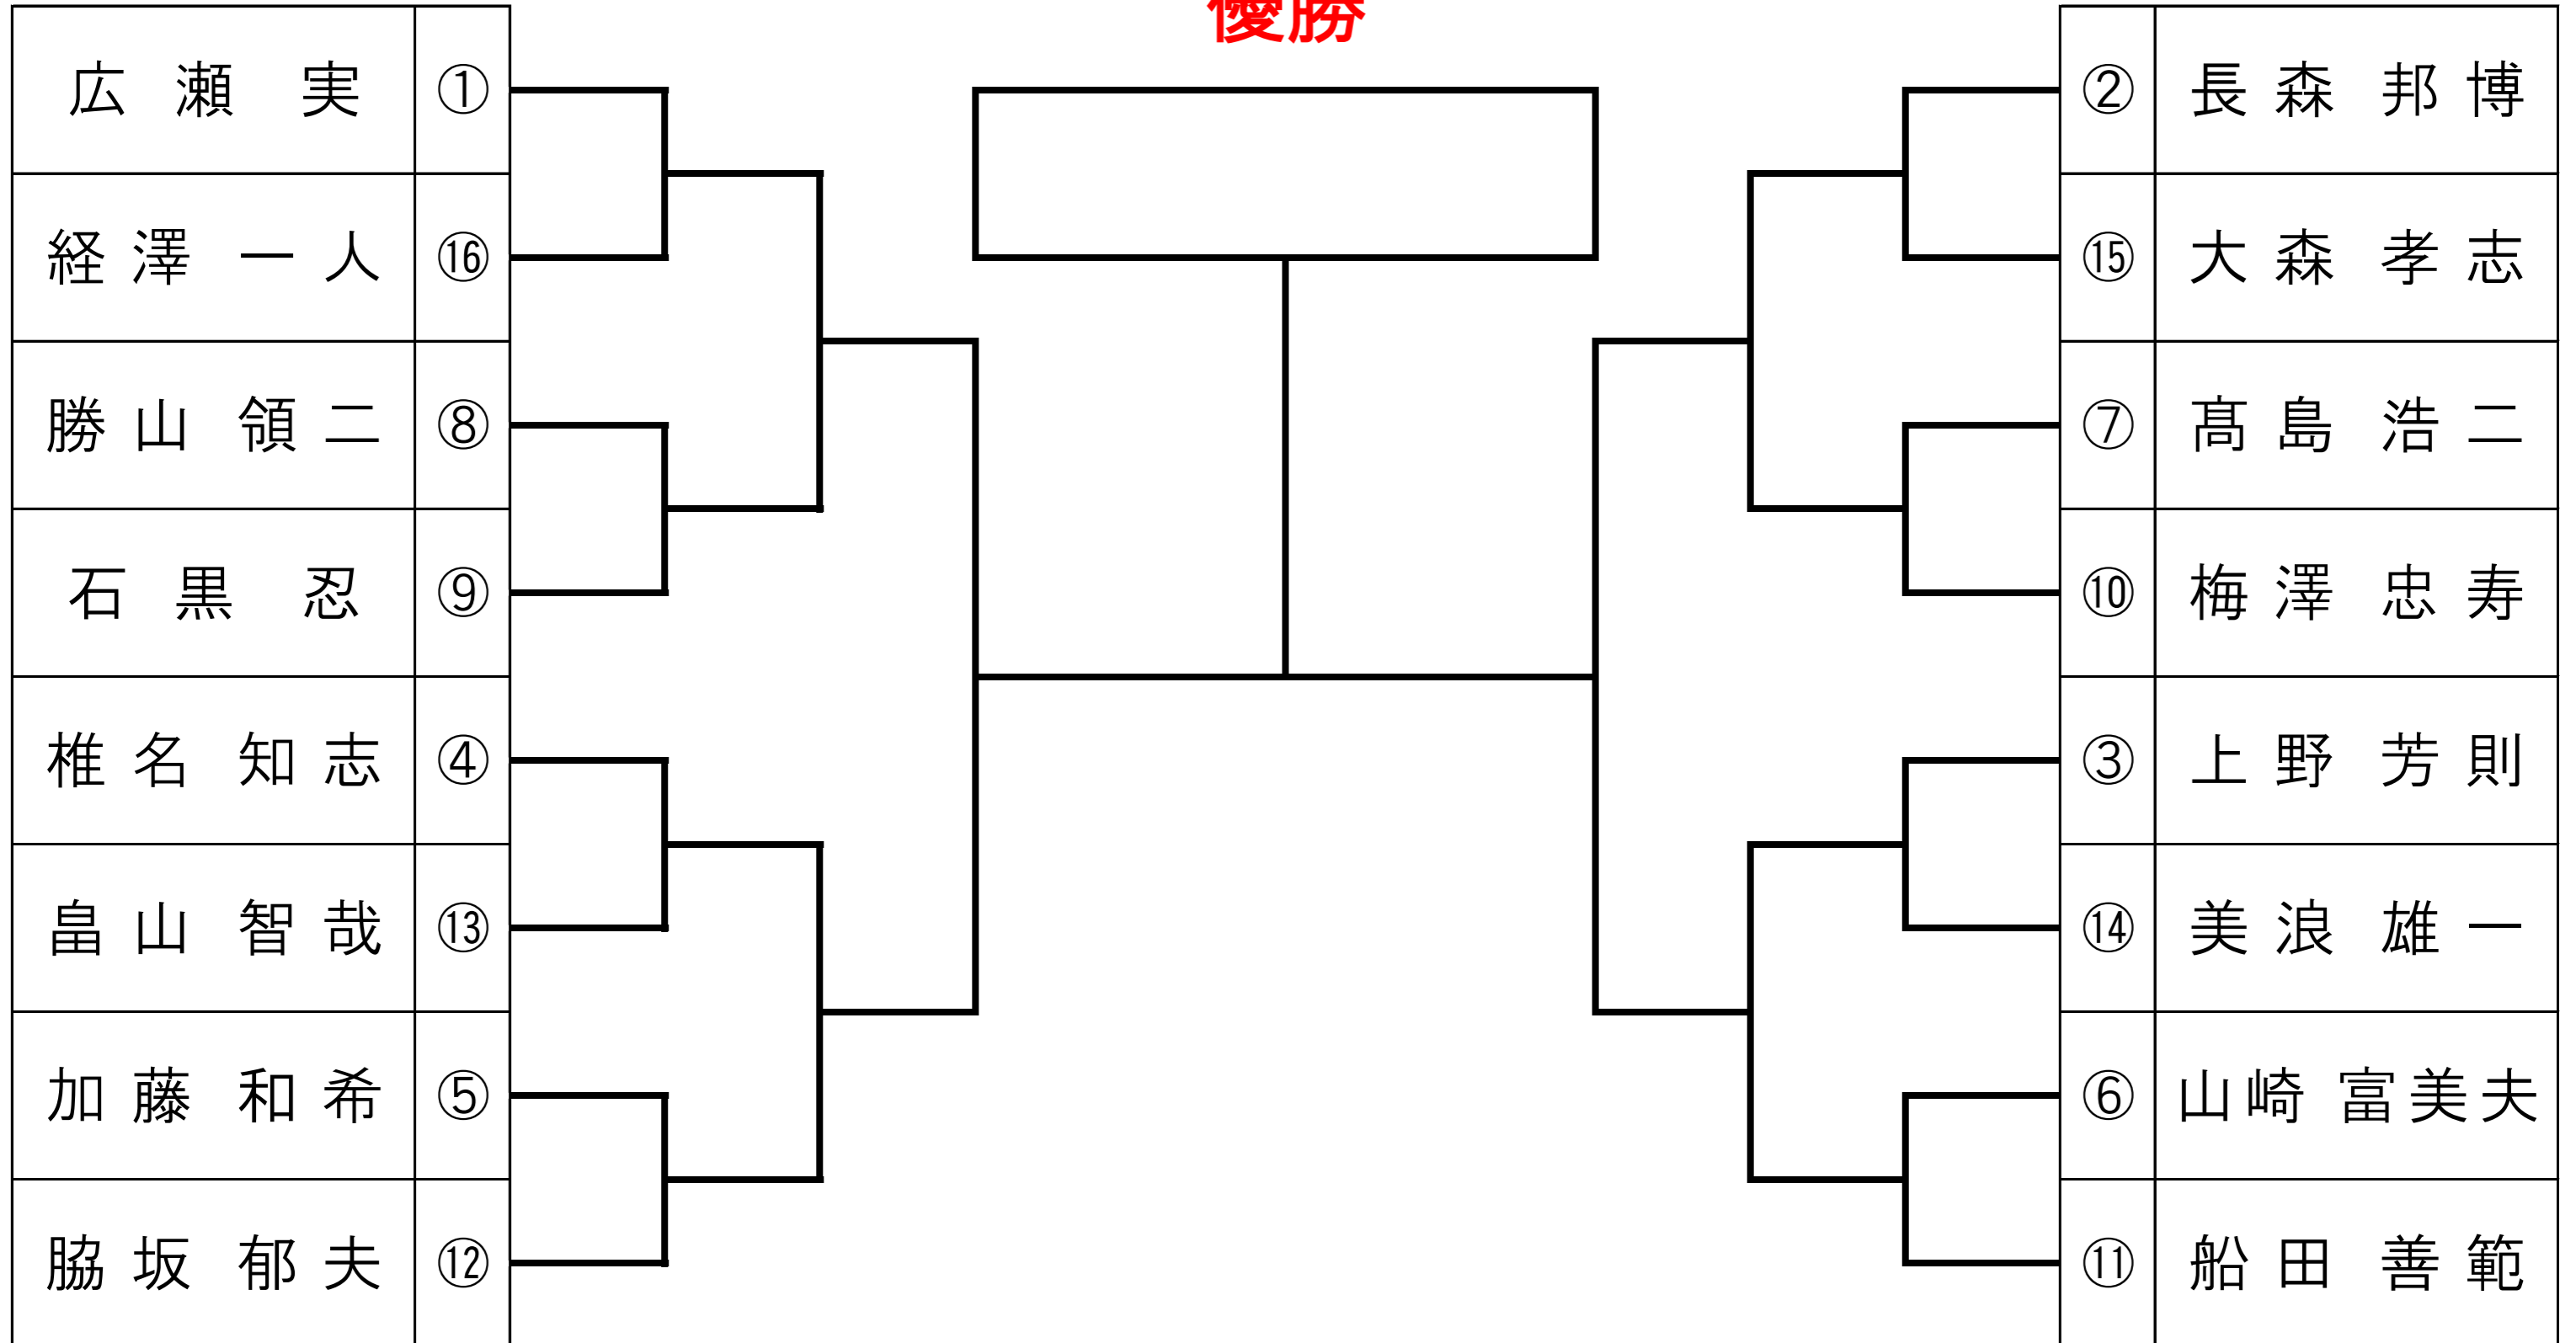 優勝
広瀬 実 ①
経澤 一人 ⑯
勝山 領二 ⑧
石黒 忍 ⑨
椎名 知志 ④
畠山 智哉 ⑬
加藤 和希 ⑤
脇坂 郁夫 ⑫
② 長森 邦博
⑮ 大森 孝志
⑦ 髙島 浩二
⑩ 梅澤 忠寿
③ 上野 芳則
⑭ 美浪 雄一
⑥ 山崎 富美夫
⑪ 船田 善範